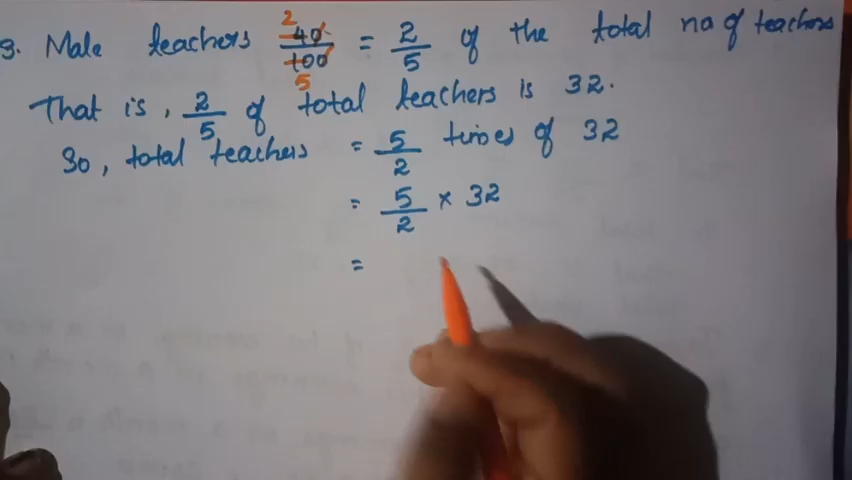 3. Male teachers 2 40/100 5 = 2/5 of the total no of teachers
That is, 2/5 of total teachers is 32.
So, total teachers = 5/2 times of 32
= 5/2 × 32
=